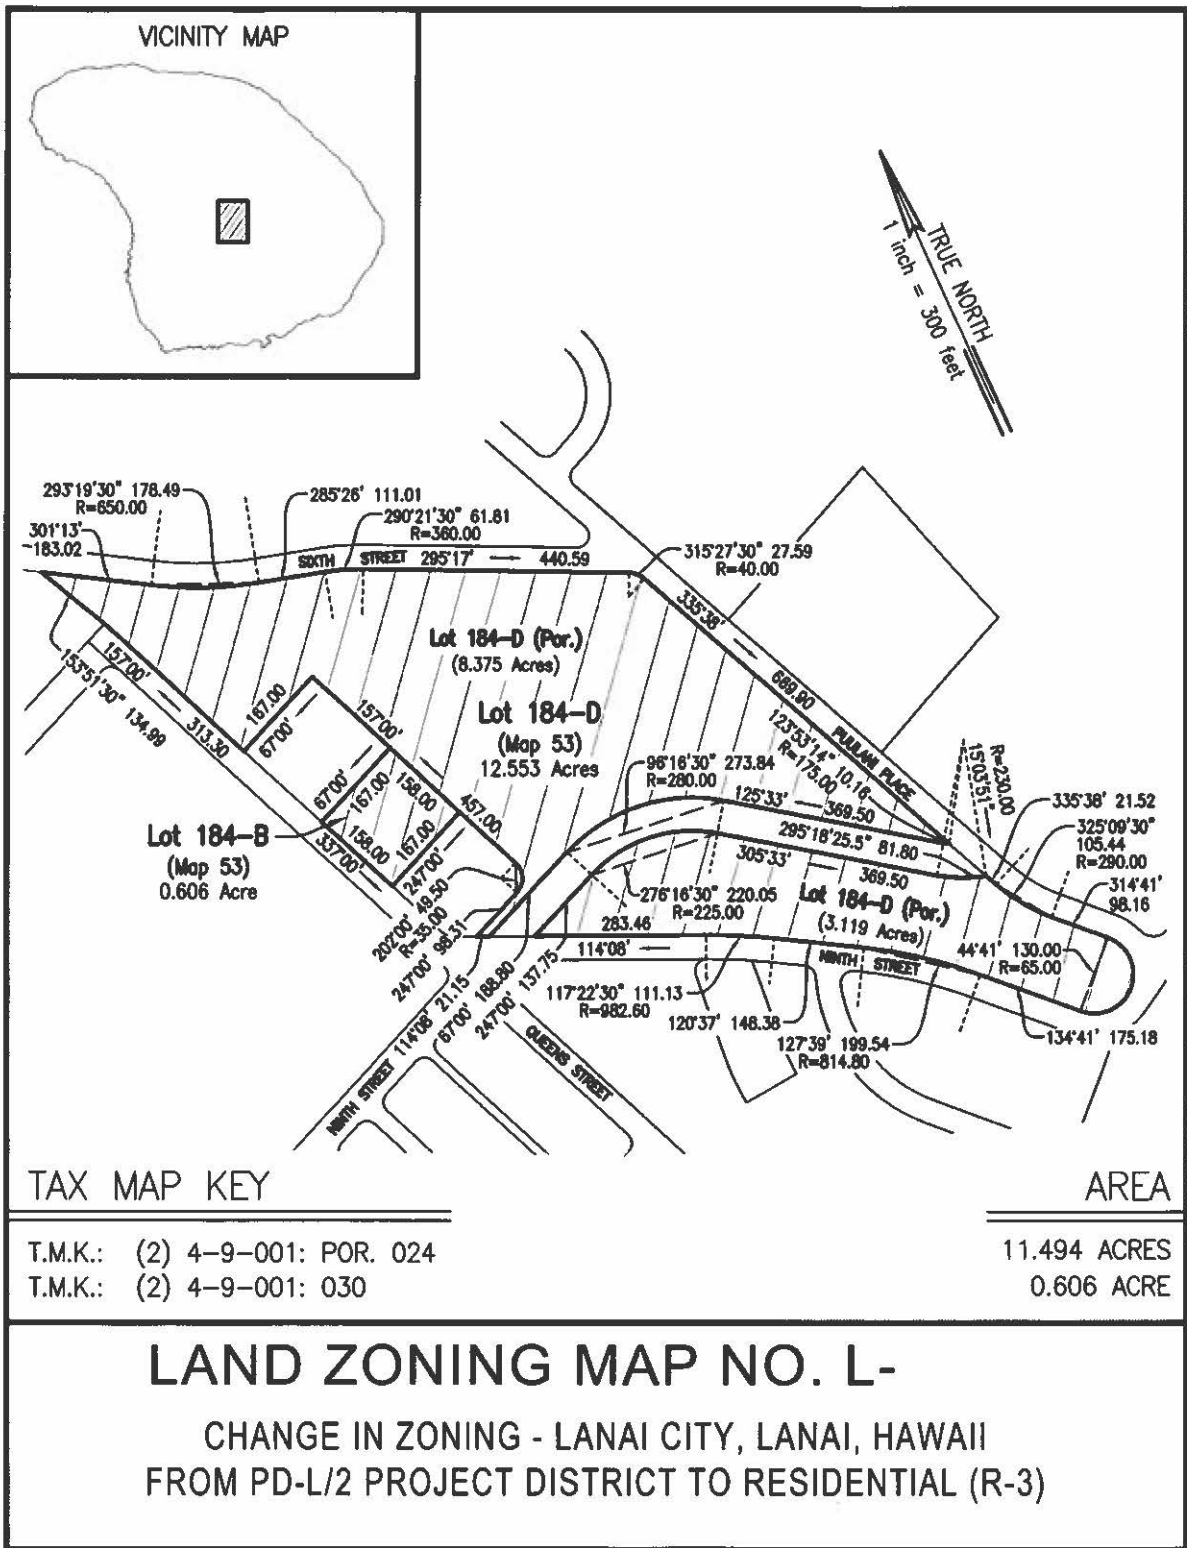 VICINITY MAP
TRUE NORTH
1 inch = 300 feet
293°19'30" 178.49
R=650.00
285°26' 111.01
290°21'30" 61.81
R=360.00
301°13'
183.02
SIXTH STREET 295°17' 440.59
315°27'30" 27.59
R=40.00
335°38'
669.90
PUULANI PLACE
Lot 184-D (Por.)
(8.375 Acres)
157°00'
313.30
153°51'30" 134.99
167.00
67°00'
157°00'
457.00
Lot 184-D
(Map 53)
12.553 Acres
123°53'14" 10.16
R=175.00
R=230.00
15°03'51"
96°16'30" 273.84
R=280.00
125°33' 369.50
295°18'25.5" 81.80
305°33'
369.50
335°38' 21.52
325°09'30"
105.44
R=290.00
314°41'
98.16
67°00'
167.00
158.00
Lot 184-B
(Map 53)
0.606 Acre
158.00
337°00'
167.00
247°00'
202°00' 49.50
R=35.00
247°00' 98.31
276°16'30" 220.05
R=225.00
Lot 184-D (Por.)
(3.119 Acres)
44°41' 130.00
R=65.00
283.46
114°08'
NINTH STREET
114°08' 21.15
67°00' 188.80
247°00' 137.75
117°22'30" 111.13
R=982.60
120°37' 148.38
127°39' 199.54
R=814.80
134°41' 175.18
NINTH STREET
QUEENS STREET
TAX MAP KEY
AREA
T.M.K.: (2) 4-9-001: POR. 024
11.494 ACRES
T.M.K.: (2) 4-9-001: 030
0.606 ACRE
LAND ZONING MAP NO. L-
CHANGE IN ZONING - LANAI CITY, LANAI, HAWAII
FROM PD-L/2 PROJECT DISTRICT TO RESIDENTIAL (R-3)